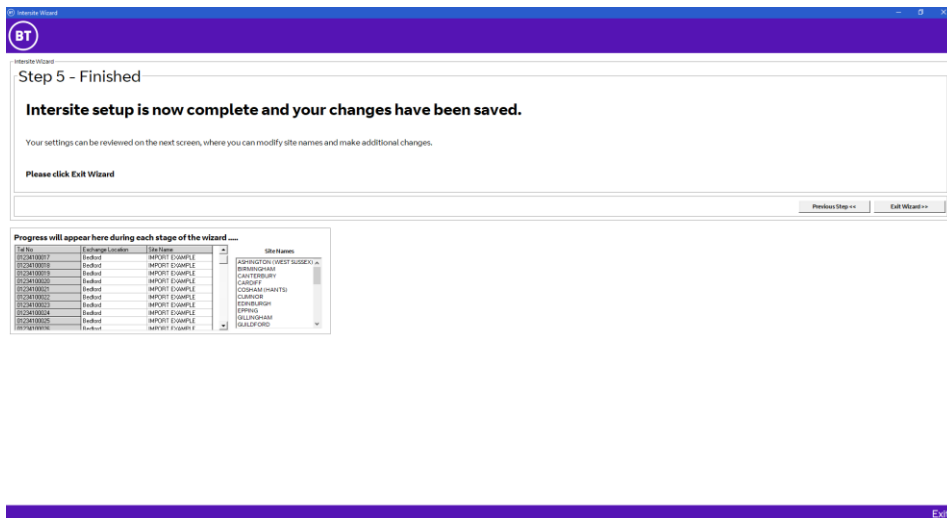 Intersite Wizard
BT
Intersite Wizard
Step 5 - Finished
Intersite setup is now complete and your changes have been saved.
Your settings can be reviewed on the next screen, where you can modify site names and make additional changes.
Please click Exit Wizard
Previous Step << Exit Wizard >>
Progress will appear here during each stage of the wizard .....
Tel No Exchange Location Site Name
01234100017 Bedford IMPORT EXAMPLE
01234100018 Bedford IMPORT EXAMPLE
01234100019 Bedford IMPORT EXAMPLE
01234100020 Bedford IMPORT EXAMPLE
01234100021 Bedford IMPORT EXAMPLE
01234100022 Bedford IMPORT EXAMPLE
01234100023 Bedford IMPORT EXAMPLE
01234100024 Bedford IMPORT EXAMPLE
01234100025 Bedford IMPORT EXAMPLE
01234100026 Bedford IMPORT EXAMPLE
Site Names
ASHINGTON (WEST SUSSEX)
BIRMINGHAM
CANTERBURY
CARDIFF
COSHAM (HANTS)
CUMNOR
EDINBURGH
EPPING
GILLINGHAM
GUILDFORD
Exit